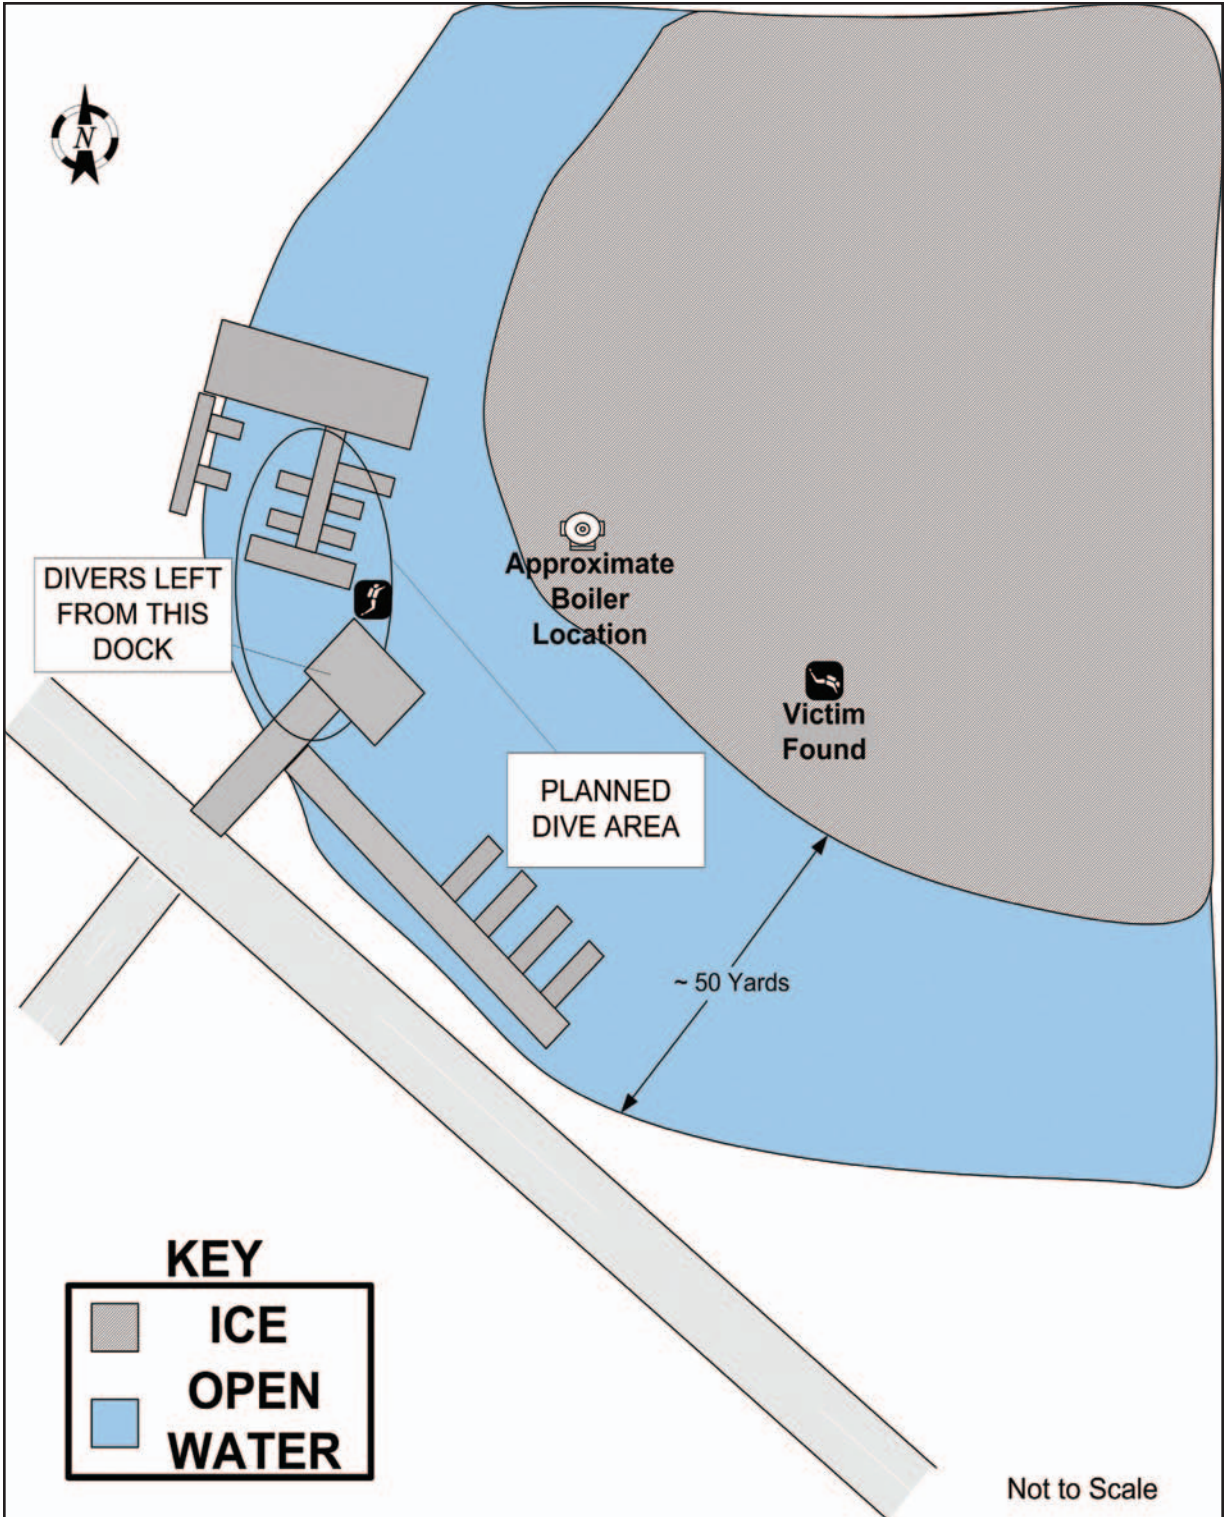 N
DIVERS LEFT
FROM THIS
DOCK
Approximate
Boiler
Location
Victim
Found
PLANNED
DIVE AREA
~ 50 Yards
KEY
ICE
OPEN
WATER
Not to Scale